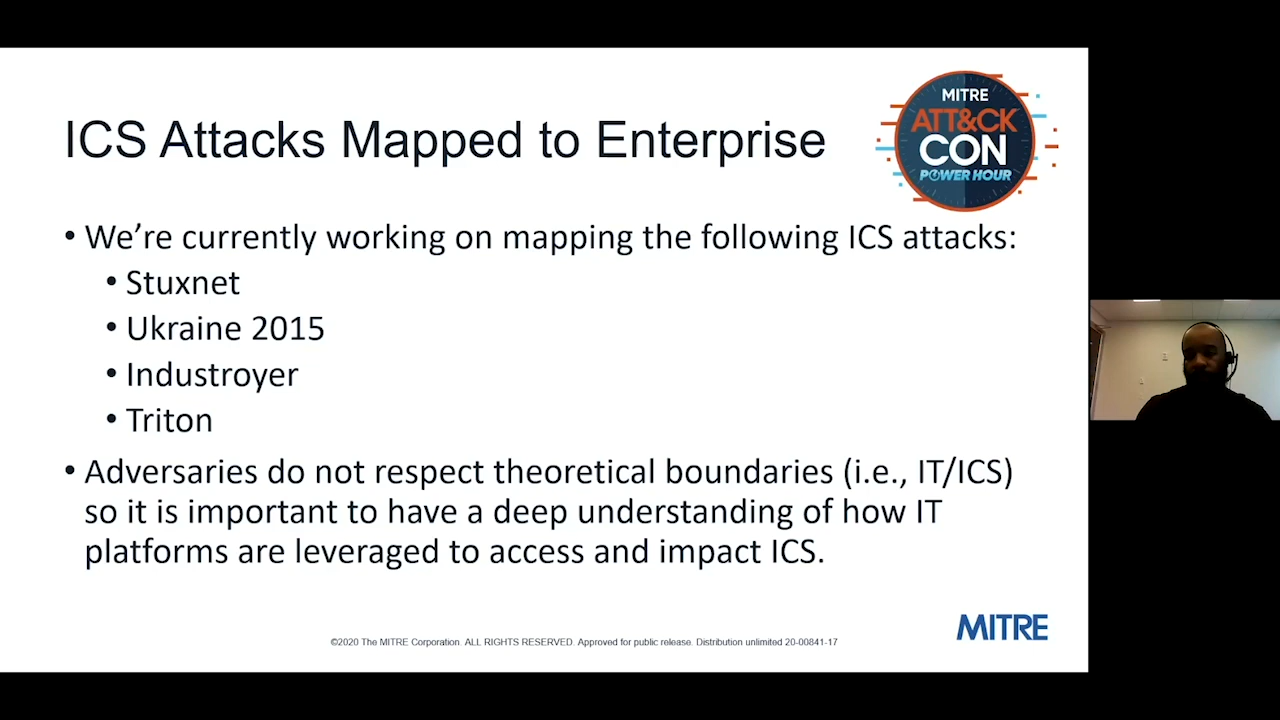 ICS Attacks Mapped to Enterprise
MITRE
ATT&CK
CON
POWER HOUR
• We’re currently working on mapping the following ICS attacks:
• Stuxnet
• Ukraine 2015
• Industroyer
• Triton
• Adversaries do not respect theoretical boundaries (i.e., IT/ICS)
so it is important to have a deep understanding of how IT
platforms are leveraged to access and impact ICS.
MITRE
©2020 The MITRE Corporation. ALL RIGHTS RESERVED. Approved for public release. Distribution unlimited 20-00841-17